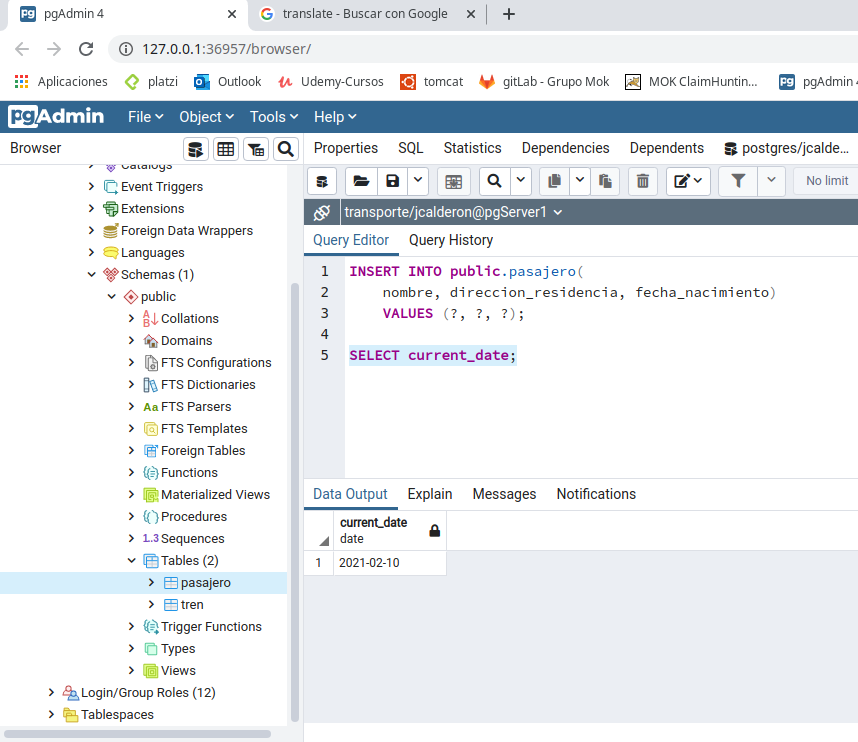 pgAdmin 4
translate - Buscar con Google
127.0.0.1:36957/browser/
Aplicaciones platzi Outlook Udemy-Cursos tomcat gitLab - Grupo Mok MOK ClaimHuntin... pgAdmin 4
pgAdmin File Object Tools Help
Browser
Properties SQL Statistics Dependencies Dependents postgres/jcalde...
No limit
transporte/jcalderon@pgServer1
Query Editor Query History
1 INSERT INTO public.pasajero(
2 nombre, direccion_residencia, fecha_nacimiento)
3 VALUES (?, ?, ?);
4
5 SELECT current_date;
Data Output Explain Messages Notifications
current_date
date
1 2021-02-10
Catalogs
Event Triggers
Extensions
Foreign Data Wrappers
Languages
Schemas (1)
public
Collations
Domains
FTS Configurations
FTS Dictionaries
Aa FTS Parsers
FTS Templates
Foreign Tables
Functions
Materialized Views
Procedures
1..3 Sequences
Tables (2)
pasajero
tren
Trigger Functions
Types
Views
Login/Group Roles (12)
Tablespaces